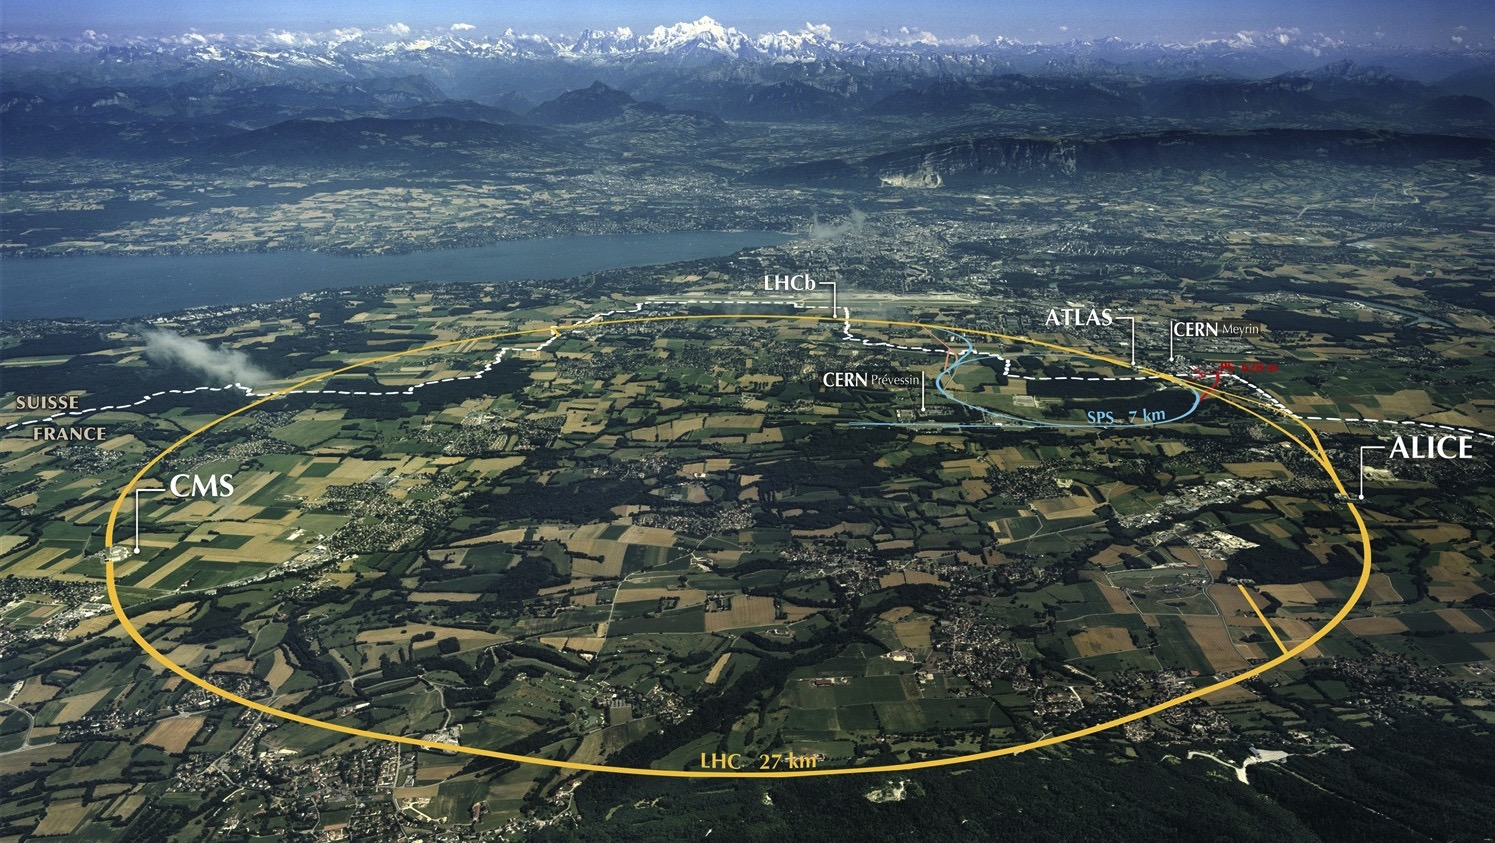 LHCb
ATLAS
CERN Meyrin
CERN Prévessin
SUISSE
FRANCE
SPS 7 km
ALICE
CMS
LHC 27 km